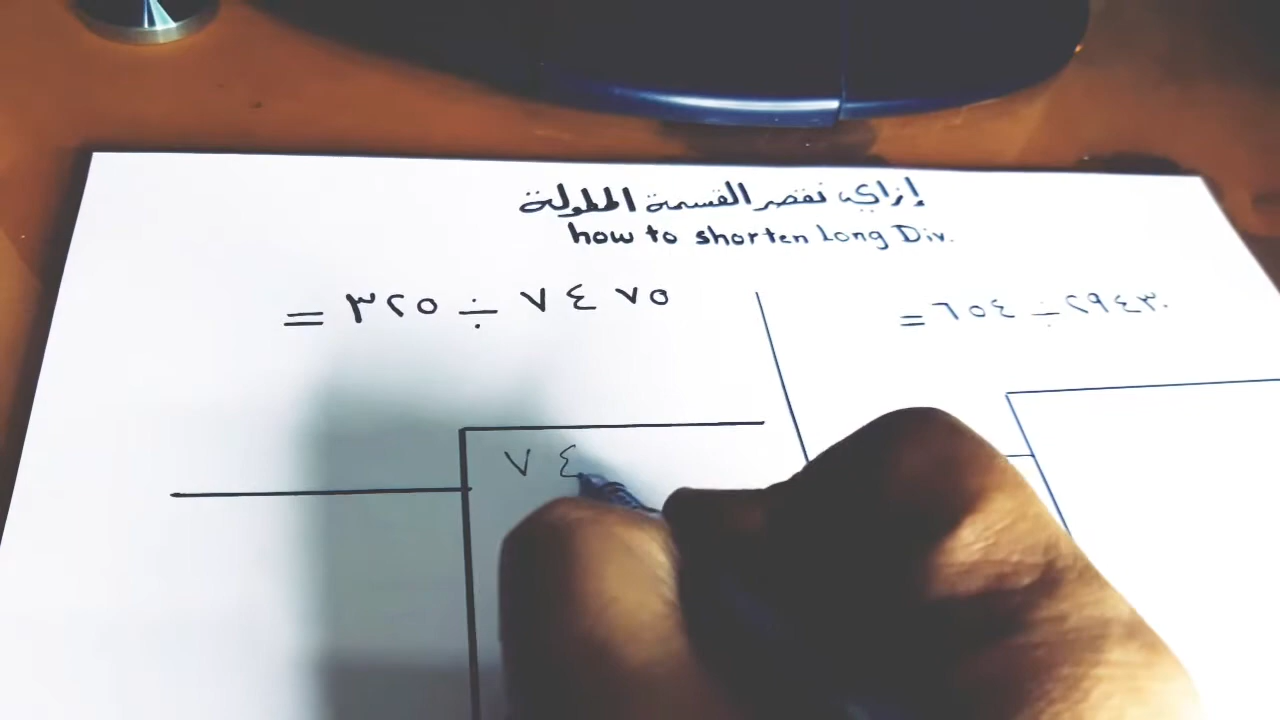 إزاي نقصر القسمة المطولة
how to shorten Long Div.
= ٣٢٥ ÷ ٧٤٧٥
= ٦٥٤ ÷ ٢٩٤٣٠
٧٤